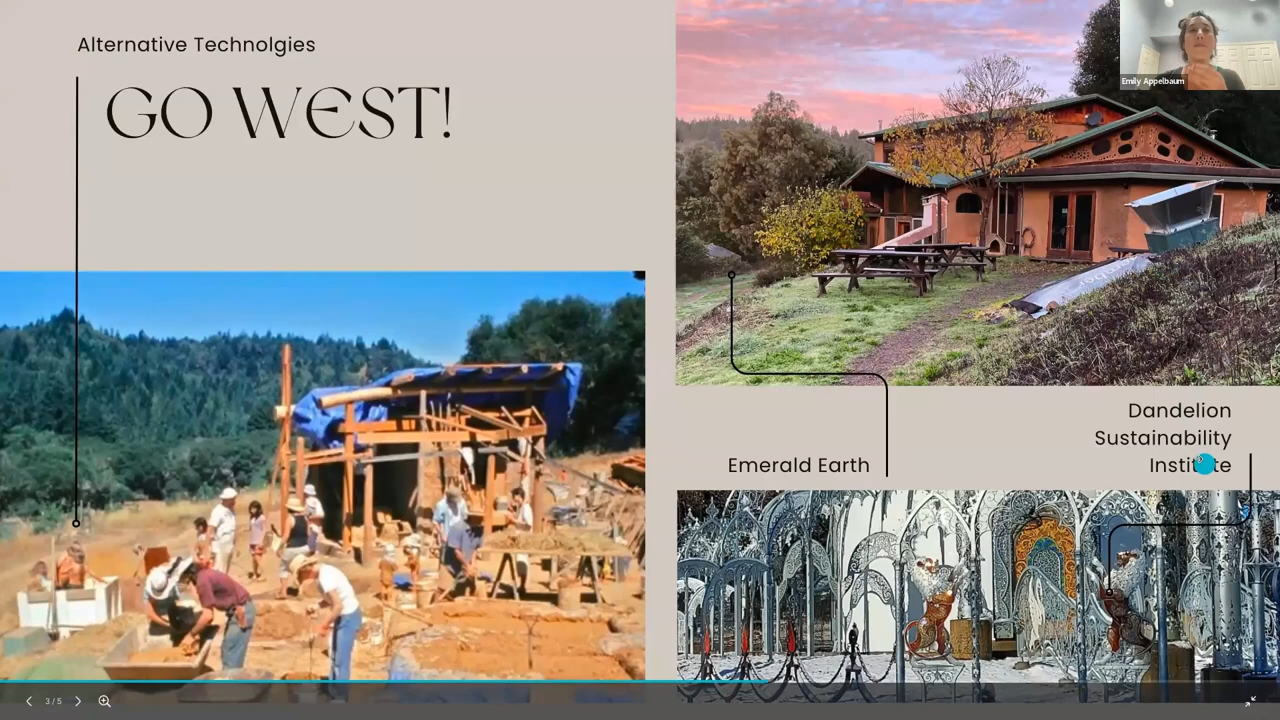 Alternative Technolgies
GO WEST!
Emily Appelbaum
Dandelion
Sustainability
Institute
Emerald Earth
3 / 5